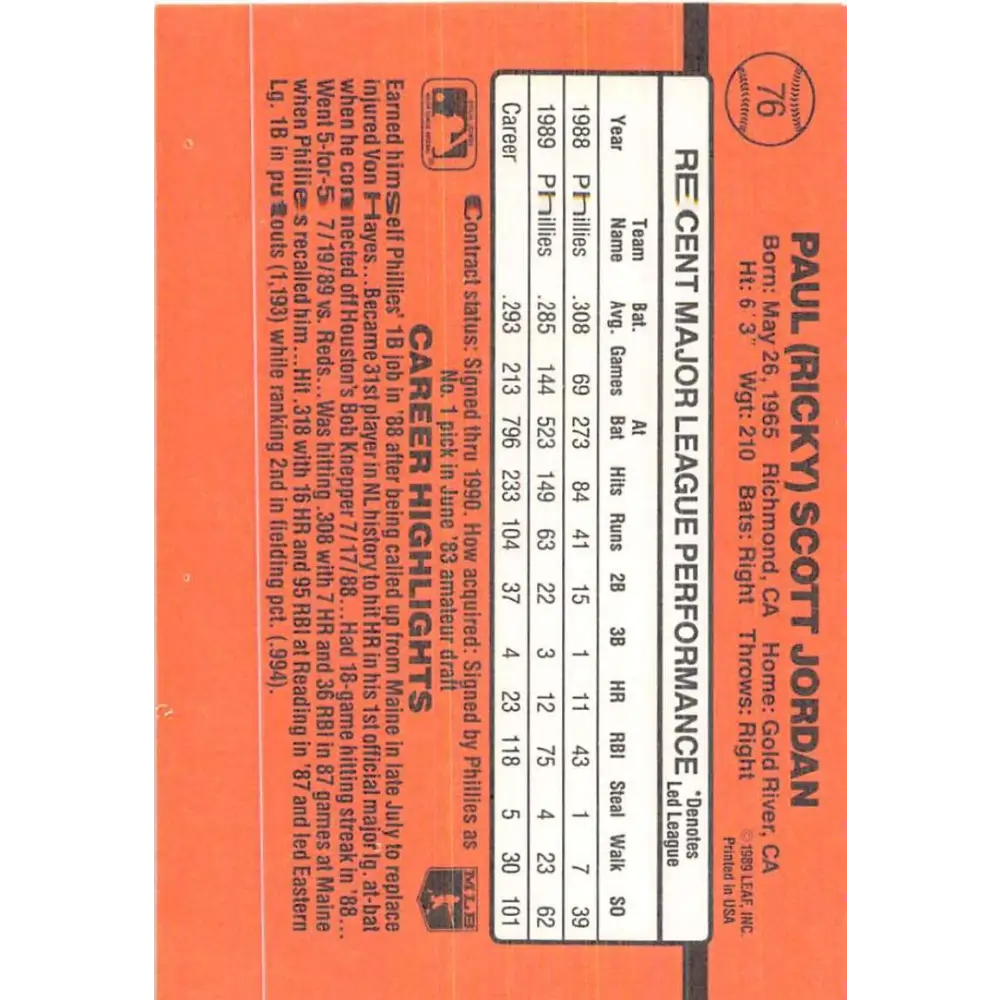 76
PAUL (RICKY) SCOTT JORDAN
Born: May 26, 1965 Richmond, CA Home: Gold River, CA
Ht: 6' 3" Wgt: 210 Bats: Right Throws: Right
© 1989 LEAF, INC.
Printed in USA
RECENT MAJOR LEAGUE PERFORMANCE *Denotes Led League
Year Team Name Bat. Avg. Games At Bat Hits Runs 2B 3B HR RBI Steal Walk SO
1988 Phillies .308 69 273 84 41 15 1 11 43 1 7 39
1989 Phillies .285 144 523 149 63 22 3 12 75 4 23 62
Career .293 213 796 233 104 37 4 23 118 5 30 101
Contract status: Signed thru 1990. How acquired: Signed by Phillies as
No. 1 pick in June '83 amateur draft
MLB
CAREER HIGHLIGHTS
Earned himself Phillies' 1B job in '88 after being called up from Maine in late July to replace
injured Von Hayes...Became 31st player in NL history to hit HR in his 1st official major lg. at-bat
when he connected off Houston's Bob Knepper 7/17/88...Had 18-game hitting streak in '88...
Went 5-for-5 7/19/89 vs. Reds...Was hitting .308 with 7 HR and 36 RBI in 87 games at Maine
when Phillies recalled him...Hit .318 with 16 HR and 95 RBI at Reading in '87 and led Eastern
Lg. 1B in putouts (1,193) while ranking 2nd in fielding pct. (.994).